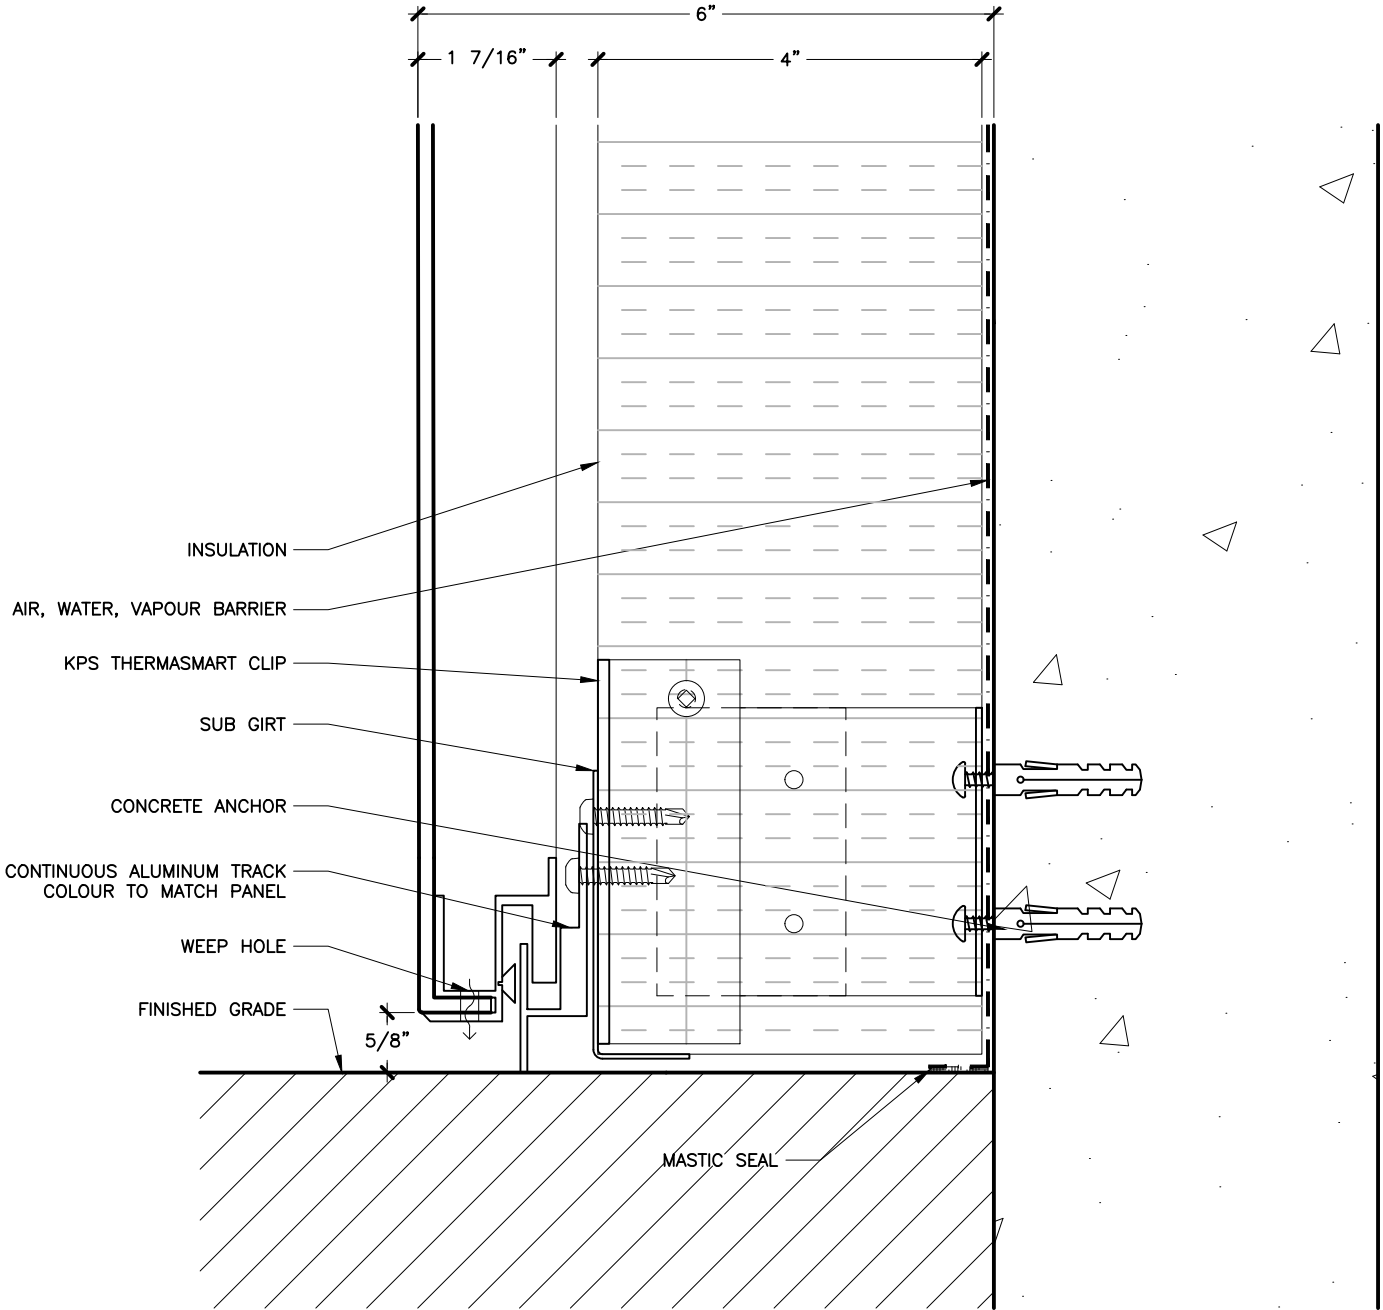 6”
1 7/16”
4”
INSULATION
AIR, WATER, VAPOUR BARRIER
KPS THERMASMART CLIP
SUB GIRT
CONCRETE ANCHOR
CONTINUOUS ALUMINUM TRACK
COLOUR TO MATCH PANEL
WEEP HOLE
FINISHED GRADE
5/8”
MASTIC SEAL